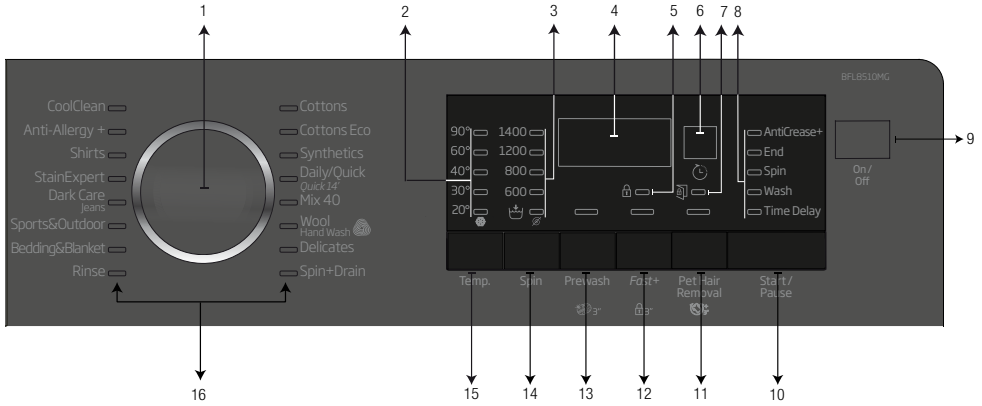 1
2
3
4
5
6
7
8
BFL8510MG
CoolClean
Anti-Allergy +
Shirts
StainExpert
Dark Care
Jeans
Sports&Outdoor
Bedding&Blanket
Rinse
Cottons
Cottons Eco
Synthetics
Daily/Quick
Quick 14'
Mix 40
Wool
Hand Wash
Delicates
Spin+Drain
90°
60°
40°
30°
20°
1400
1200
800
600
AntiCrease+
End
Spin
Wash
Time Delay
On/
Off
9
Temp.
Spin
Prewash
3"
Fast+
3"
Pet Hair
Removal
Start /
Pause
16
15
14
13
12
11
10